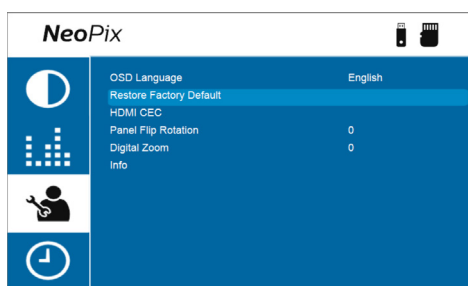 NeoPix
OSD Language English
Restore Factory Default
HDMI CEC
Panel Flip Rotation 0
Digital Zoom 0
Info